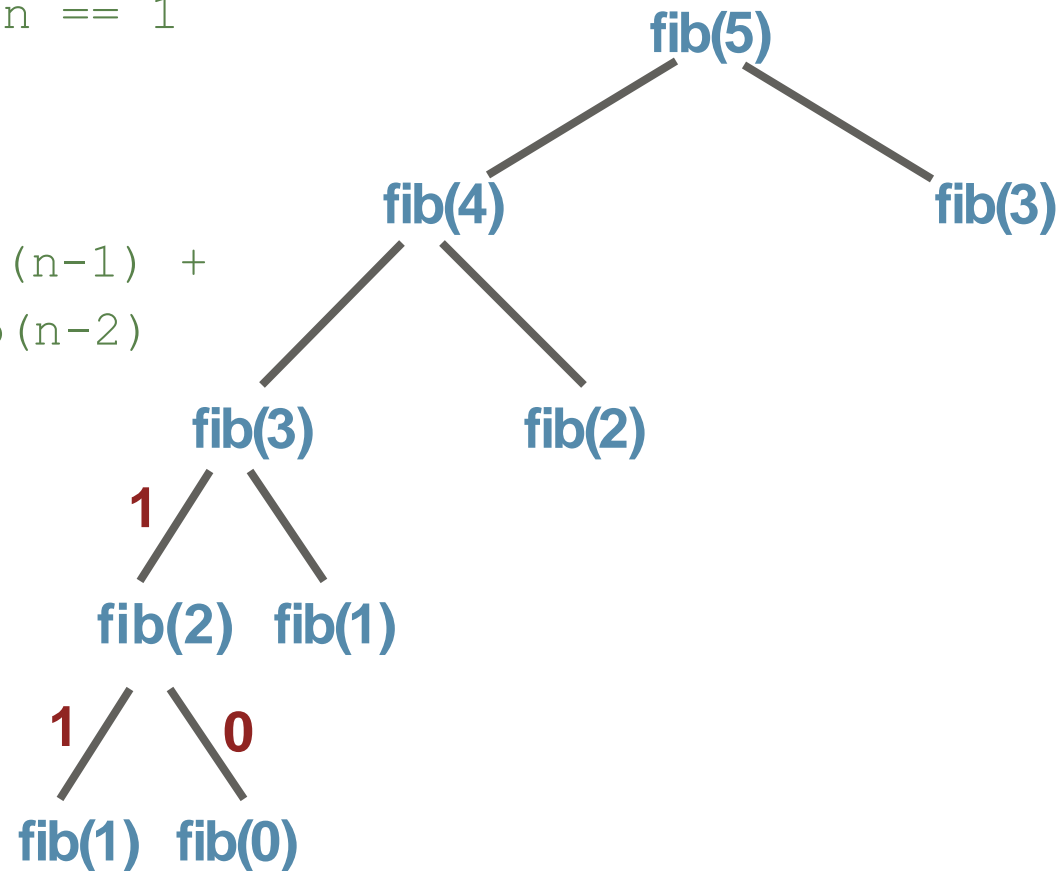 n == 1
fib(5)
fib(4) fib(3)
(n-1) +
(n-2)
fib(3) fib(2)
1
fib(2) fib(1)
1 0
fib(1) fib(0)